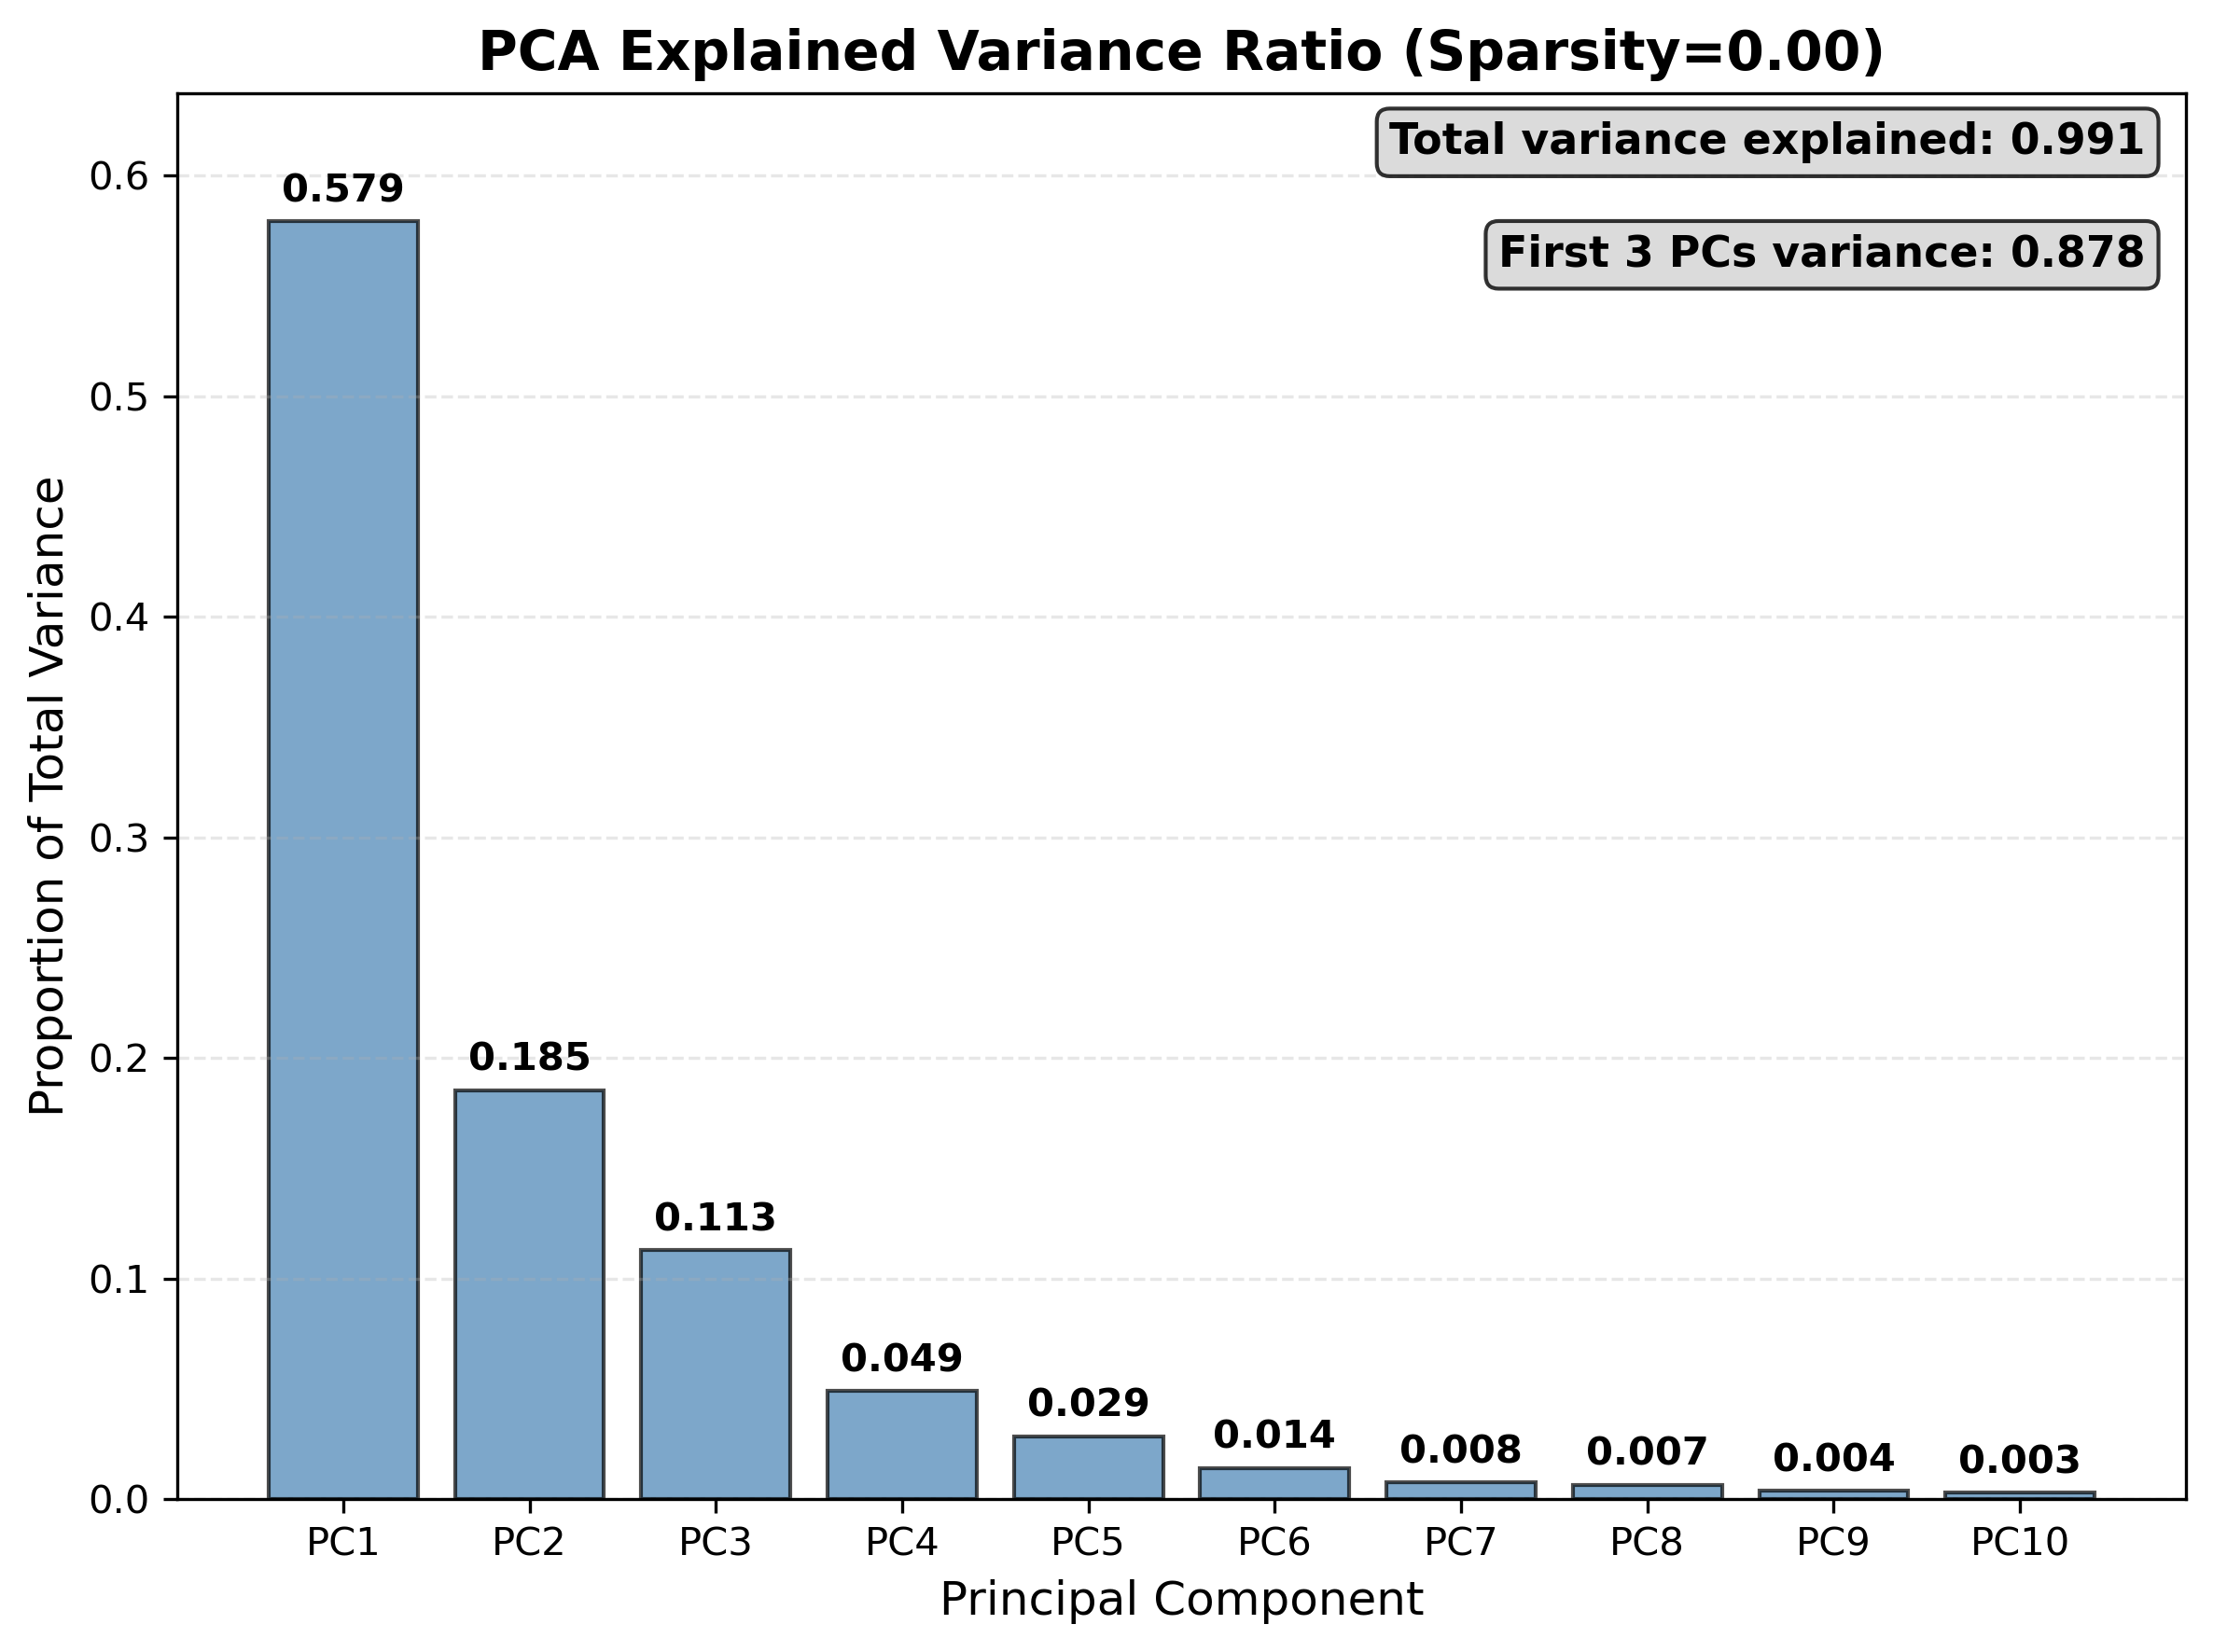 PCA Explained Variance Ratio (Sparsity=0.00)
Total variance explained: 0.991
First 3 PCs variance: 0.878
Proportion of Total Variance
0.6
0.5
0.4
0.3
0.2
0.1
0.0
0.579
0.185
0.113
0.049
0.029
0.014
0.008
0.007
0.004
0.003
PC1
PC2
PC3
PC4
PC5
PC6
PC7
PC8
PC9
PC10
Principal Component